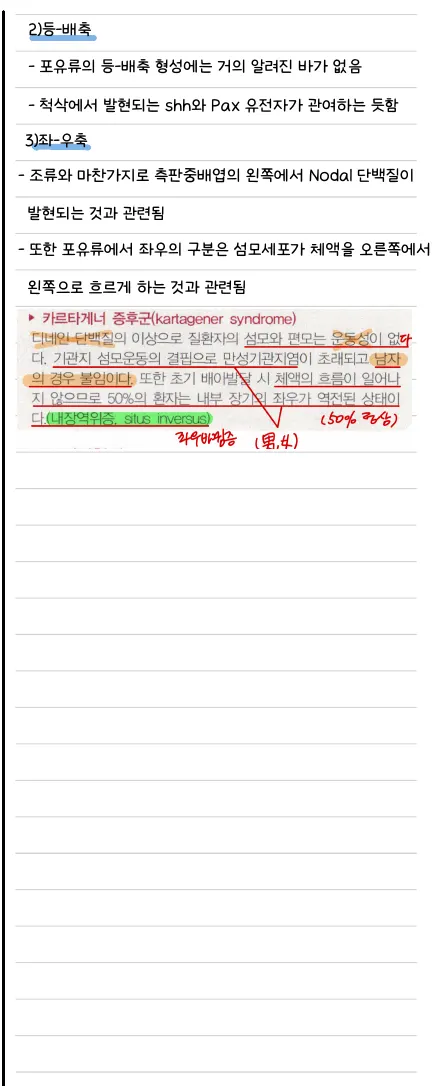 2)등-배축
- 포유류의 등-배축 형성에는 거의 알려진 바가 없음
- 척삭에서 발현되는 shh와 Pax 유전자가 관여하는 듯함
3)좌-우축
- 조류와 마찬가지로 측판중배엽의 왼쪽에서 Nodal 단백질이
발현되는 것과 관련됨
- 또한 포유류에서 좌우의 구분은 섬모세포가 체액을 오른쪽에서
왼쪽으로 흐르게 하는 것과 관련됨
▶ 카르타게너 증후군(kartagener syndrome)
디네인 단백질의 이상으로 질환자의 섬모와 편모는 운동성이 없다
다. 기관지 섬모운동의 결핍으로 만성기관지염이 초래되고 남자
의 경우 불임이다. 또한 초기 배아발달 시 체액의 흐름이 일어나
지 않으므로 50%의 환자는 내부 장기의 좌우가 역전된 상태이
다.(내장역위증, situs inversus) (50% 정상)
좌우바뀜증 (男,女)